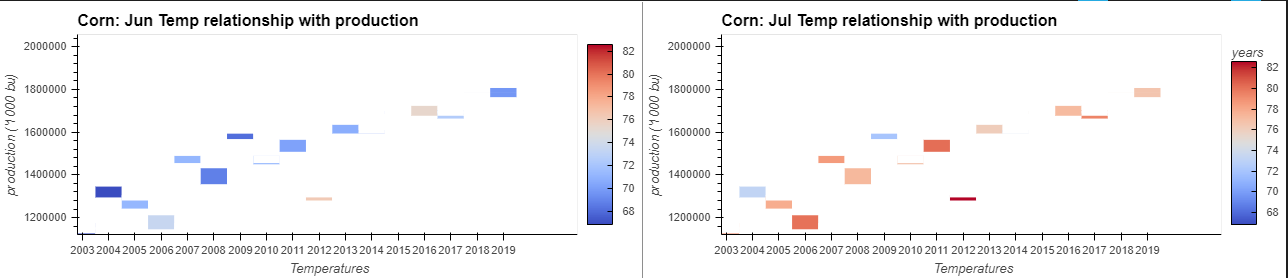 Corn: Jun Temp relationship with production
production ('1000 bu)
2000000
1800000
1600000
1400000
1200000
2003 2004 2005 2006 2007 2008 2009 2010 2011 2012 2013 2014 2015 2016 2017 2018 2019
Temperatures
82
80
78
76
74
72
70
68
Corn: Jul Temp relationship with production
production ('1000 bu)
2000000
1800000
1600000
1400000
1200000
2003 2004 2005 2006 2007 2008 2009 2010 2011 2012 2013 2014 2015 2016 2017 2018 2019
Temperatures
years
82
80
78
76
74
72
70
68